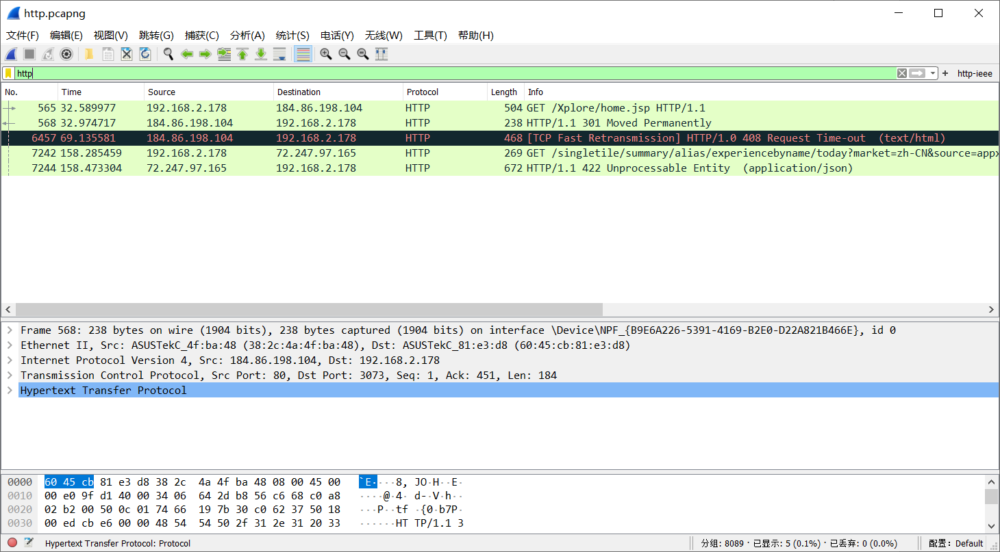 http.pcapng
文件(F) 编辑(E) 视图(V) 跳转(G) 捕获(C) 分析(A) 统计(S) 电话(Y) 无线(W) 工具(T) 帮助(H)
http + http-ieee
No. Time Source Destination Protocol Length Info
565 32.589977 192.168.2.178 184.86.198.104 HTTP 504 GET /Xplore/home.jsp HTTP/1.1
568 32.974717 184.86.198.104 192.168.2.178 HTTP 238 HTTP/1.1 301 Moved Permanently
6457 69.135581 184.86.198.104 192.168.2.178 HTTP 468 [TCP Fast Retransmission] HTTP/1.0 408 Request Time-out (text/html)
7242 158.285459 192.168.2.178 72.247.97.165 HTTP 269 GET /singletile/summary/alias/experiencebyname/today?market=zh-CN&source=appx
7244 158.473304 72.247.97.165 192.168.2.178 HTTP 672 HTTP/1.1 422 Unprocessable Entity (application/json)
Frame 568: 238 bytes on wire (1904 bits), 238 bytes captured (1904 bits) on interface \Device\NPF_{B9E6A226-5391-4169-B2E0-D22A821B466E}, id 0
Ethernet II, Src: ASUSTekC_4f:ba:48 (38:2c:4a:4f:ba:48), Dst: ASUSTekC_81:e3:d8 (60:45:cb:81:e3:d8)
Internet Protocol Version 4, Src: 184.86.198.104, Dst: 192.168.2.178
Transmission Control Protocol, Src Port: 80, Dst Port: 3073, Seq: 1, Ack: 451, Len: 184
Hypertext Transfer Protocol
0000 60 45 cb 81 e3 d8 38 2c 4a 4f ba 48 08 00 45 00 `E····8, JO·H··E·
0010 00 e0 9f d1 40 00 34 06 64 2d b8 56 c6 68 c0 a8 ····@·4· d-·V·h··
0020 02 b2 00 50 0c 01 74 66 19 7b 30 c0 62 37 50 18 ···P··tf ·{0·b7P·
0030 00 ed cb e6 00 00 48 54 54 50 2f 31 2e 31 20 33 ······HT TP/1.1 3
Hypertext Transfer Protocol: Protocol 分组: 8089 · 已显示: 5 (0.1%) · 已丢弃: 0 (0.0%) 配置: Default